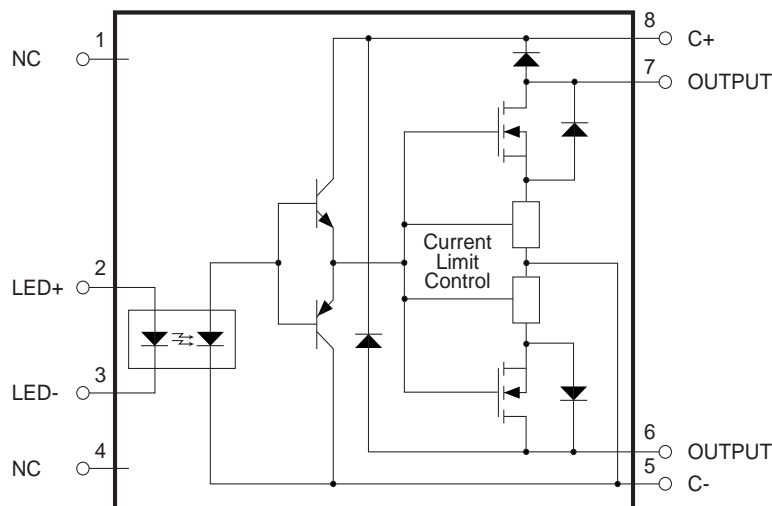 8
C+
1
NC
7
OUTPUT
Current
Limit
Control
2
LED+
3
LED-
6
OUTPUT
4
NC
5
C-